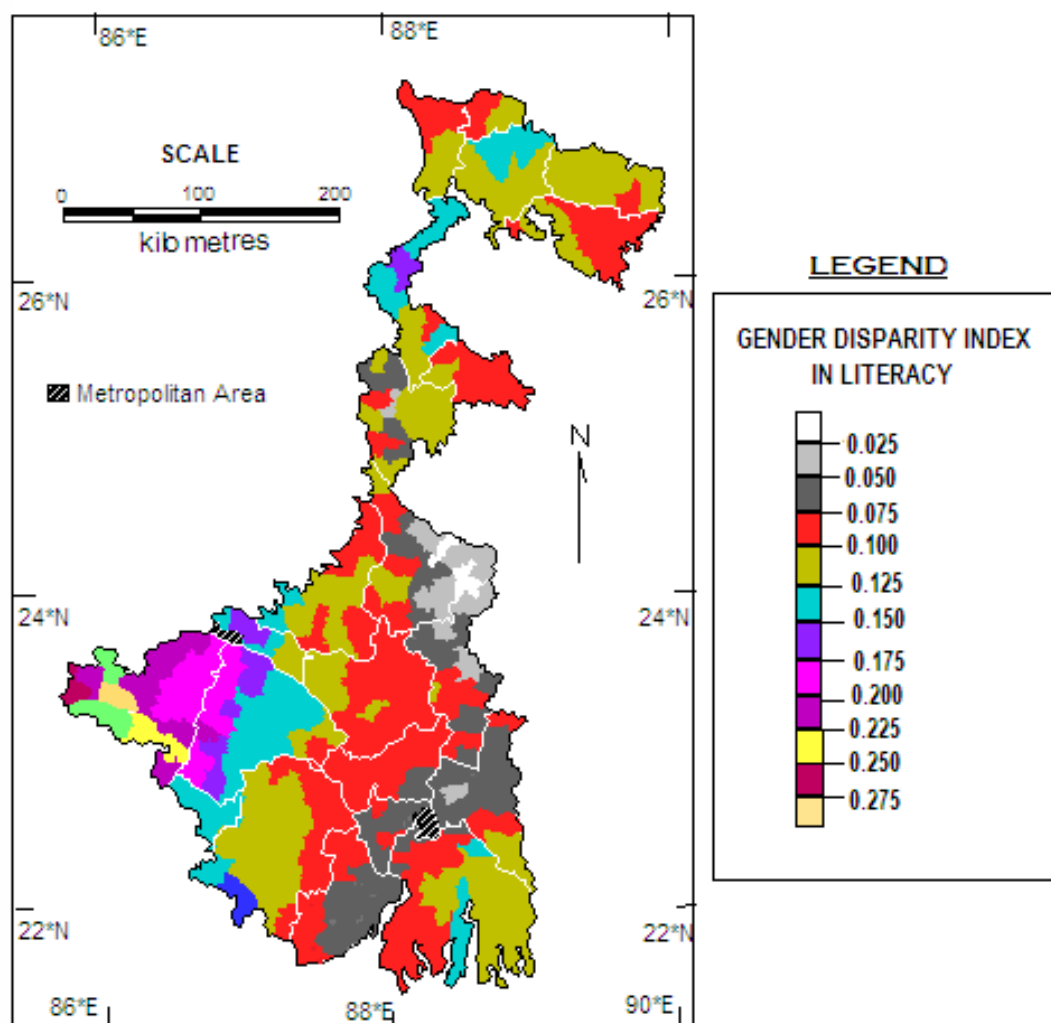 86*E
88*E
SCALE
0 100 200
kilo metres
LEGEND
26*N
26*N
GENDER DISPARITY INDEX
IN LITERACY
Metropolitan Area
N
0.025
0.050
0.075
0.100
0.125
0.150
0.175
0.200
0.225
0.250
0.275
24*N
24*N
22*N
22*N
86*E
88*E
90*E